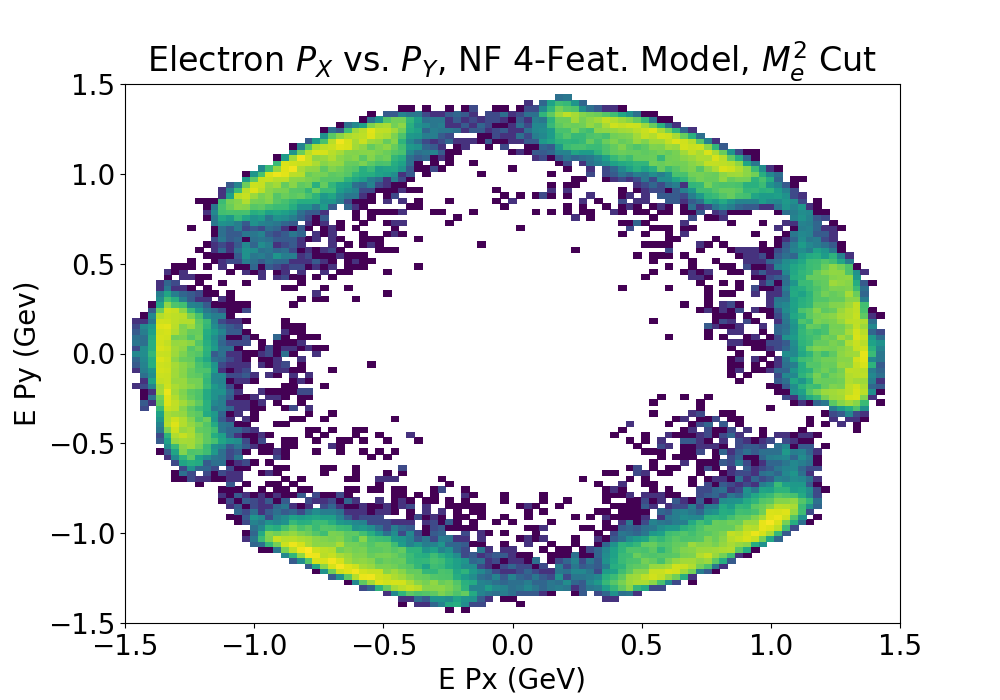 Electron $P_X$ vs. $P_Y$, NF 4-Feat. Model, $M_e^2$ Cut
1.5
1.0
0.5
0.0
−0.5
−1.0
−1.5
E Py (Gev)
−1.5 −1.0 −0.5 0.0 0.5 1.0 1.5
E Px (GeV)